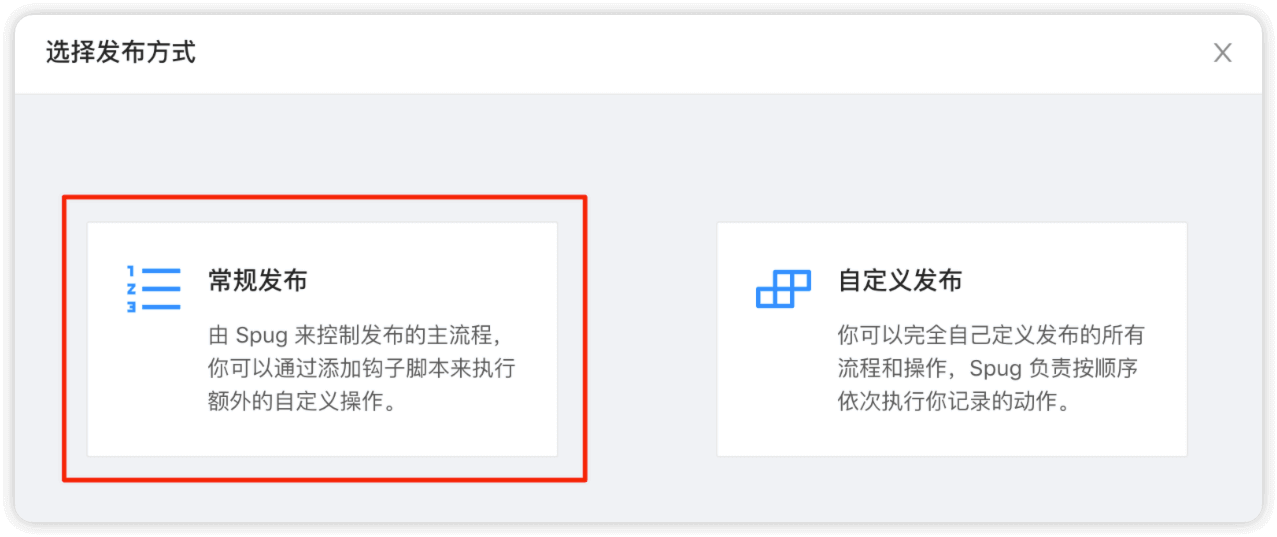 选择发布方式
常规发布
由 Spug 来控制发布的主流程，
你可以通过添加钩子脚本来执行
额外的自定义操作。
自定义发布
你可以完全自己定义发布的所有
流程和操作，Spug 负责按顺序
依次执行你记录的动作。